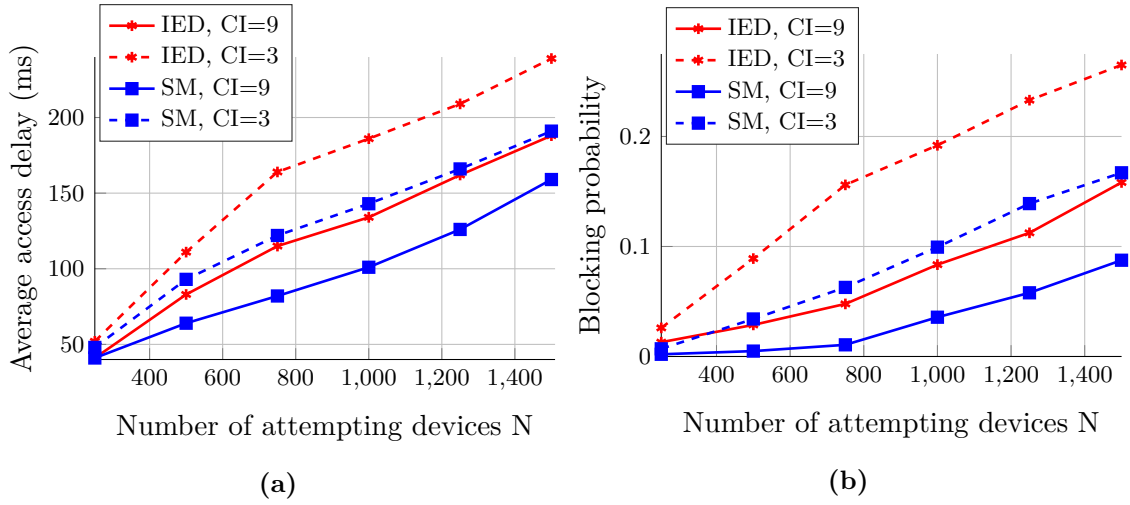 IED, CI=9
IED, CI=3
SM, CI=9
SM, CI=3
Average access delay (ms)
200
150
100
50
400 600 800 1,000 1,200 1,400
Number of attempting devices N
(a)
IED, CI=9
IED, CI=3
SM, CI=9
SM, CI=3
Blocking probability
0.2
0.1
0
400 600 800 1,000 1,200 1,400
Number of attempting devices N
(b)